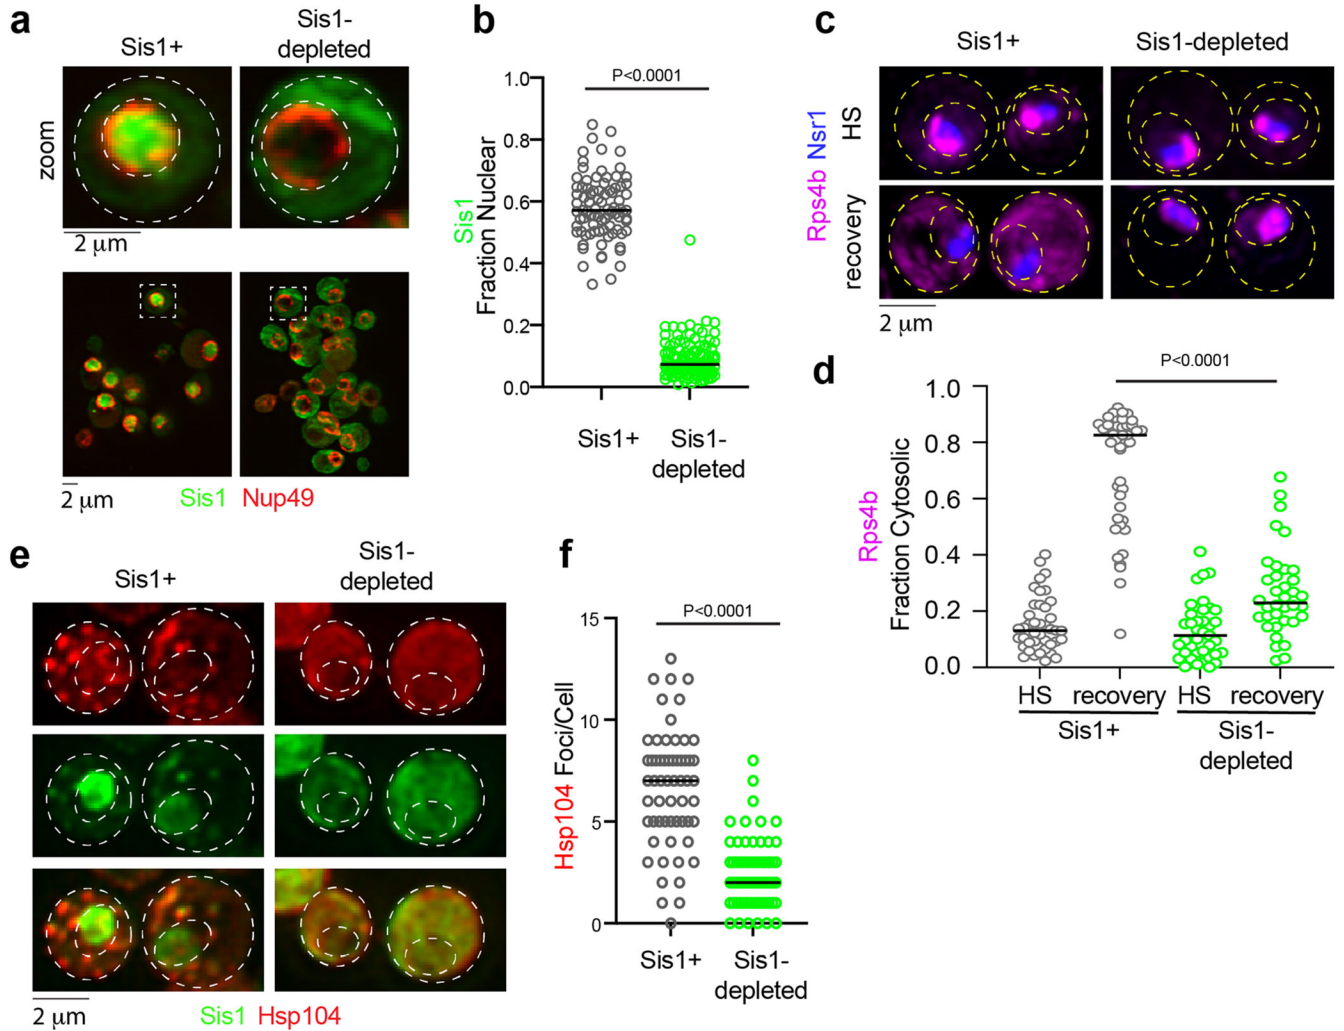 a
Sis1+
Sis1-
depleted
zoom
2 μm
2 μm
Sis1 Nup49
b
P<0.0001
Sis1
Fraction Nuclear
1.0
0.8
0.6
0.4
0.2
0.0
Sis1+
Sis1-
depleted
c
Sis1+
Sis1-depleted
Rps4b Nsr1
HS
recovery
2 μm
d
P<0.0001
Rps4b
Fraction Cytosolic
1.0
0.8
0.6
0.4
0.2
0.0
HS recovery HS recovery
Sis1+
Sis1-
depleted
e
Sis1+
Sis1-
depleted
2 μm
Sis1 Hsp104
f
P<0.0001
Hsp104 Foci/Cell
15
10
5
0
Sis1+
Sis1-
depleted